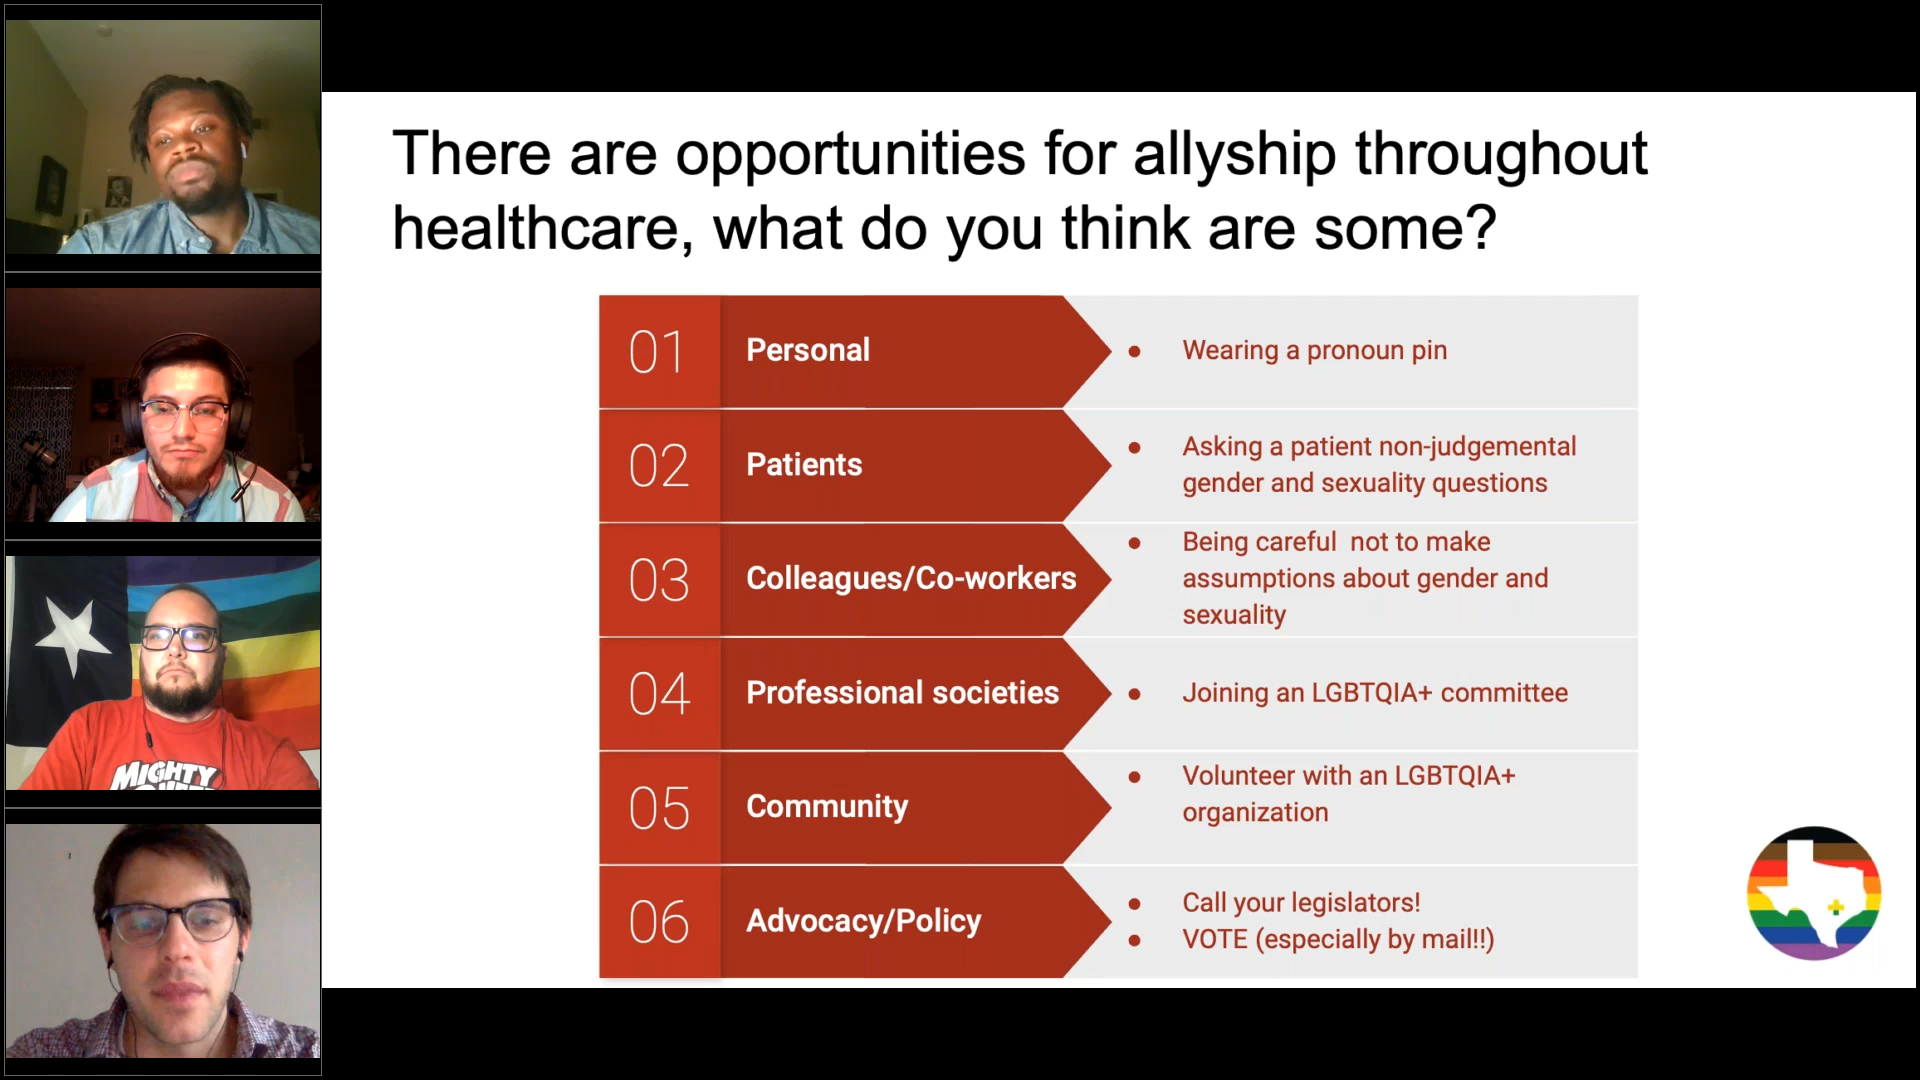 There are opportunities for allyship throughout
healthcare, what do you think are some?
01 Personal
• Wearing a pronoun pin
02 Patients
• Asking a patient non-judgemental
gender and sexuality questions
03 Colleagues/Co-workers
• Being careful  not to make
assumptions about gender and
sexuality
04 Professional societies
• Joining an LGBTQIA+ committee
05 Community
• Volunteer with an LGBTQIA+
organization
06 Advocacy/Policy
• Call your legislators!
• VOTE (especially by mail!!)
MIGHTY